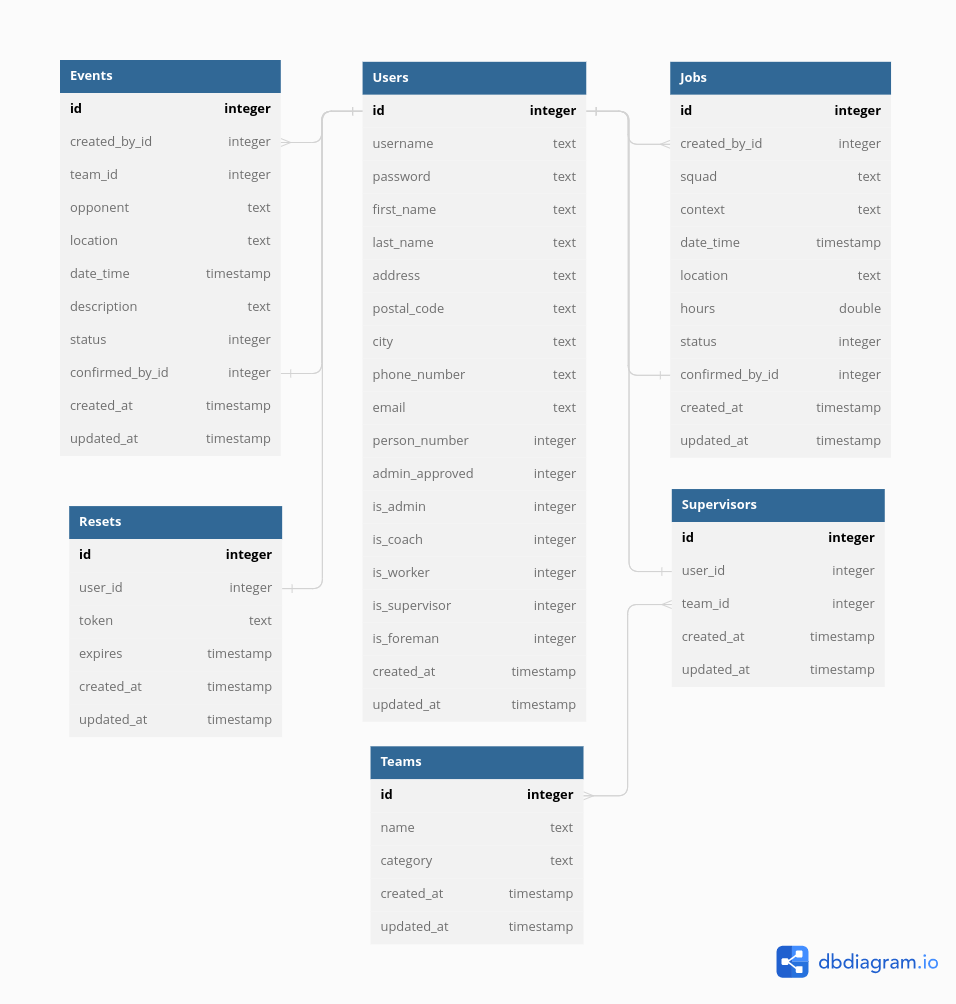 Events
id integer
created_by_id integer
team_id integer
opponent text
location text
date_time timestamp
description text
status integer
confirmed_by_id integer
created_at timestamp
updated_at timestamp
Users
id integer
username text
password text
first_name text
last_name text
address text
postal_code text
city text
phone_number text
email text
person_number integer
admin_approved integer
is_admin integer
is_coach integer
is_worker integer
is_supervisor integer
is_foreman integer
created_at timestamp
updated_at timestamp
Jobs
id integer
created_by_id integer
squad text
context text
date_time timestamp
location text
hours double
status integer
confirmed_by_id integer
created_at timestamp
updated_at timestamp
Resets
id integer
user_id integer
token text
expires timestamp
created_at timestamp
updated_at timestamp
Supervisors
id integer
user_id integer
team_id integer
created_at timestamp
updated_at timestamp
Teams
id integer
name text
category text
created_at timestamp
updated_at timestamp
dbdiagram.io